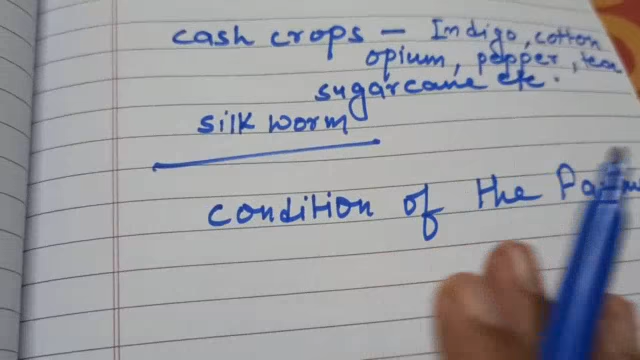 cash crops - Indigo, cotton
opium, pepper, tea
sugarcane etc.
silk worm
condition of the